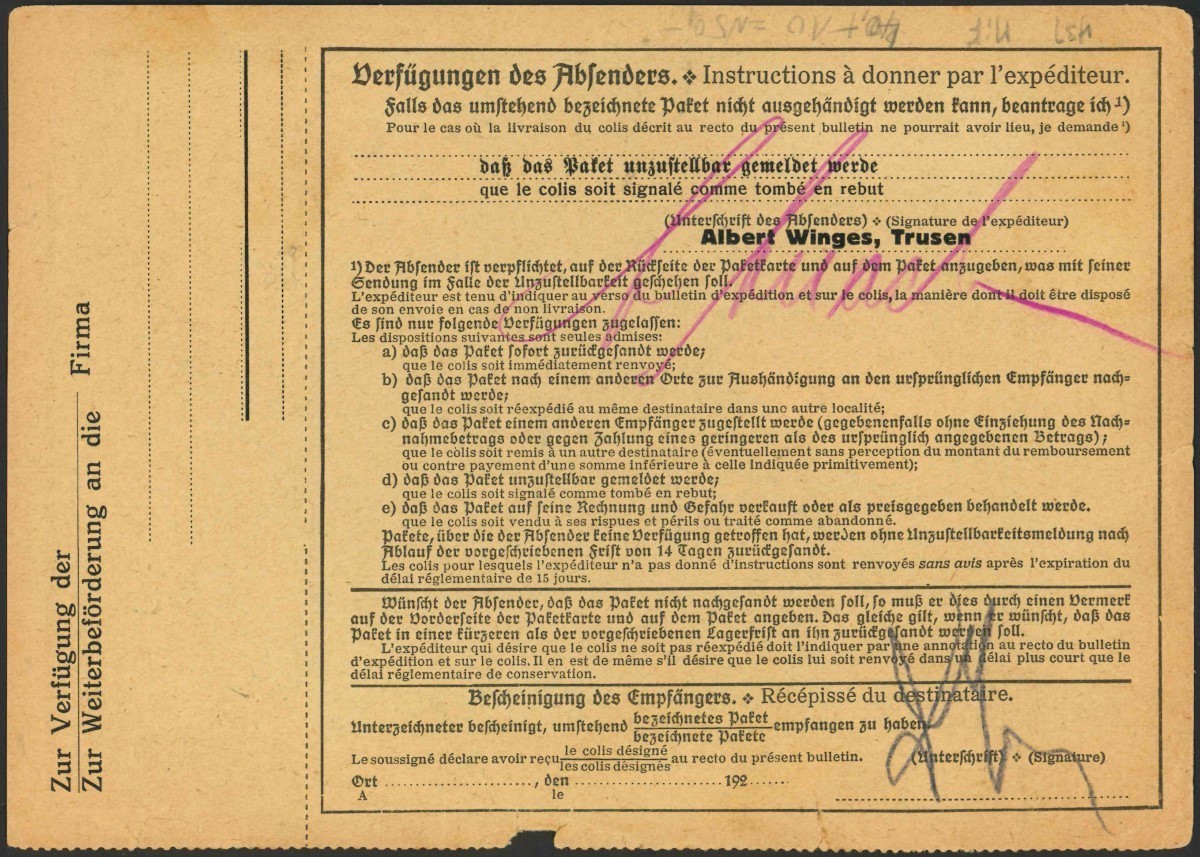 Verfügungen des Absenders. ❖ Instructions à donner par l'expéditeur.
Falls das umstehend bezeichnete Paket nicht ausgehändigt werden kann, beantrage ich ¹)
Pour le cas où la livraison du colis décrit au recto du présent bulletin ne pourrait avoir lieu, je demande ¹)
daß das Paket unzustellbar gemeldet werde
que le colis soit signalé comme tombé en rebut
(Unterschrift des Absenders) ❖ (Signature de l'expéditeur)
Albert Winges, Trusen
¹) Der Absender ist verpflichtet, auf der Rückseite der Paketkarte und auf dem Paket anzugeben, was mit seiner
Sendung im Falle der Unzustellbarkeit geschehen soll.
L'expéditeur est tenu d'indiquer au verso du bulletin d'expédition et sur le colis, la manière dont il doit être disposé
de son envoie en cas de non livraison.
Es sind nur folgende Verfügungen zugelassen:
Les dispositions suivantes sont seules admises:
a) daß das Paket sofort zurückgesandt werde;
que le colis soit immédiatement renvoyé;
b) daß das Paket nach einem anderen Orte zur Aushändigung an den ursprünglichen Empfänger nach-
gesandt werde;
que le colis soit réexpédié au même destinataire dans une autre localité;
c) daß das Paket einem anderen Empfänger zugestellt werde (gegebenenfalls ohne Einziehung des Nach-
nahmebetrags oder gegen Zahlung eines geringeren als des ursprünglich angegebenen Betrags);
que le colis soit remis à un autre destinataire (éventuellement sans perception du montant du remboursement
ou contre payement d'une somme inférieure à celle indiquée primitivement);
d) daß das Paket unzustellbar gemeldet werde;
que le colis soit signalé comme tombé en rebut;
e) daß das Paket auf seine Rechnung und Gefahr verkauft oder als preisgegeben behandelt werde.
que le colis soit vendu à ses rispues et périls ou traité comme abandonné.
Pakete, über die der Absender keine Verfügung getroffen hat, werden ohne Unzustellbarkeitsmeldung nach
Ablauf der vorgeschriebenen Frist von 14 Tagen zurückgesandt.
Les colis pour lesquels l'expéditeur n'a pas donné d'instructions sont renvoyés sans avis après l'expiration du
délai réglementaire de 15 jours.
Wünscht der Absender, daß das Paket nicht nachgesandt werden soll, so muß er dies durch einen Vermerk
auf der Vorderseite der Paketkarte und auf dem Paket angeben. Das gleiche gilt, wenn er wünscht, daß das
Paket in einer kürzeren als der vorgeschriebenen Lagerfrist an ihn zurückgesandt werden soll.
L'expéditeur qui désire que le colis ne soit pas réexpédié doit l'indiquer par une annotation au recto du bulletin
d'expédition et sur le colis. Il en est de même s'il désire que le colis lui soit renvoyé dans un délai plus court que le
délai réglementaire de conservation.
Bescheinigung des Empfängers. ❖ Récépissé du destinataire.
Unterzeichneter bescheinigt, umstehend bezeichnetes Paket
bezeichnete Pakete empfangen zu haben
Le soussigné déclare avoir reçu le colis désigné
les colis désignés au recto du présent bulletin.
(Unterschrift) ❖ (Signature)
Ort , den 192
A le
Zur Verfügung der
Zur Weiterbeförderung an die Firma